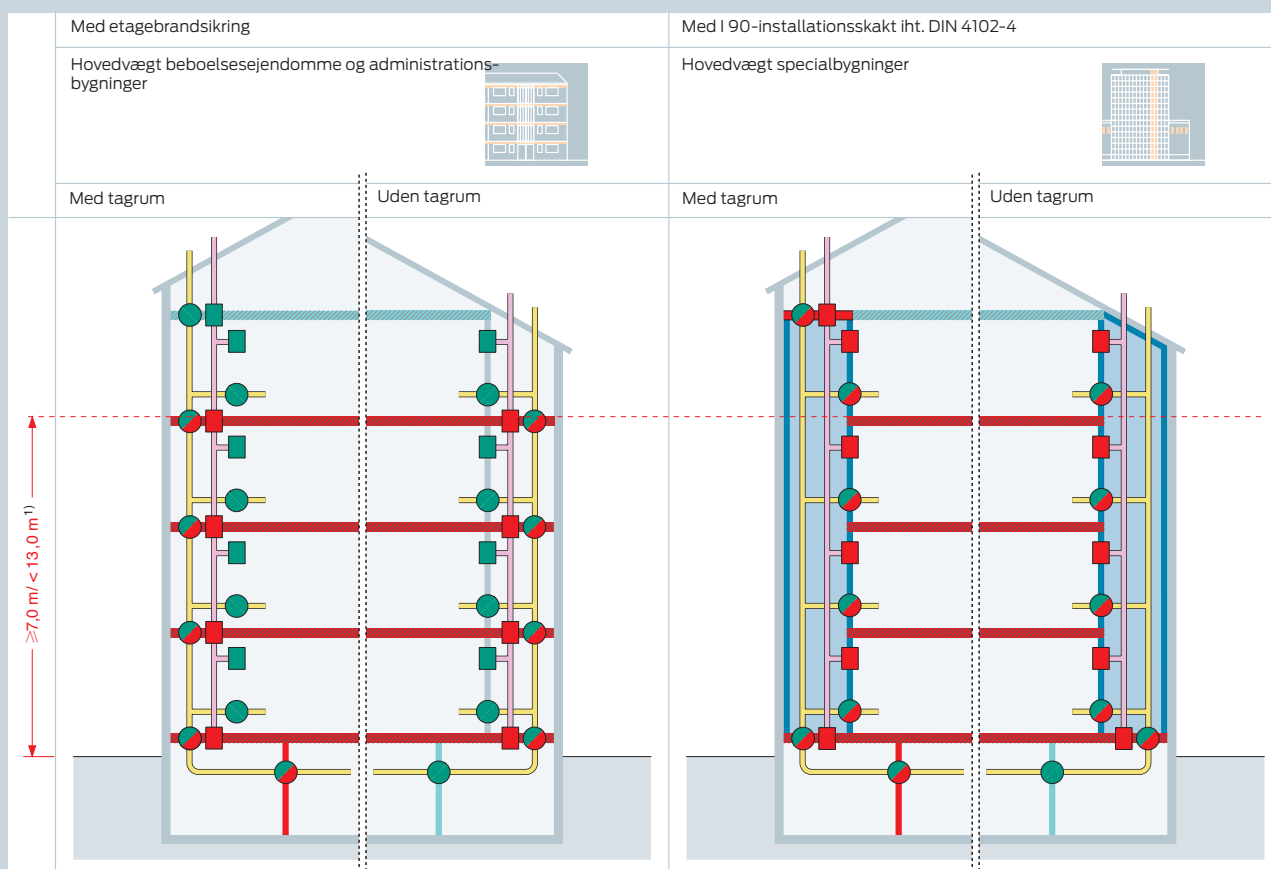 Med etagebrandsikring
Med I 90-installationsskakt iht. DIN 4102-4
Hovedvægt beboelsesejendomme og administrations-
bygninger
Hovedvægt specialbygninger
Med tagrum
Uden tagrum
Med tagrum
Uden tagrum
≥7,0 m/ < 13,0 m¹⁾